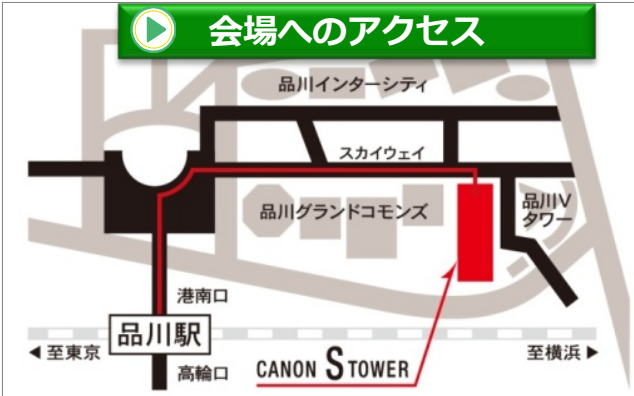 会場へのアクセス
品川インターシティ
スカイウェイ
品川グランドコモンズ
品川V
タワー
港南口
品川駅
◀ 至東京
至横浜 ▶
高輪口
CANON S TOWER